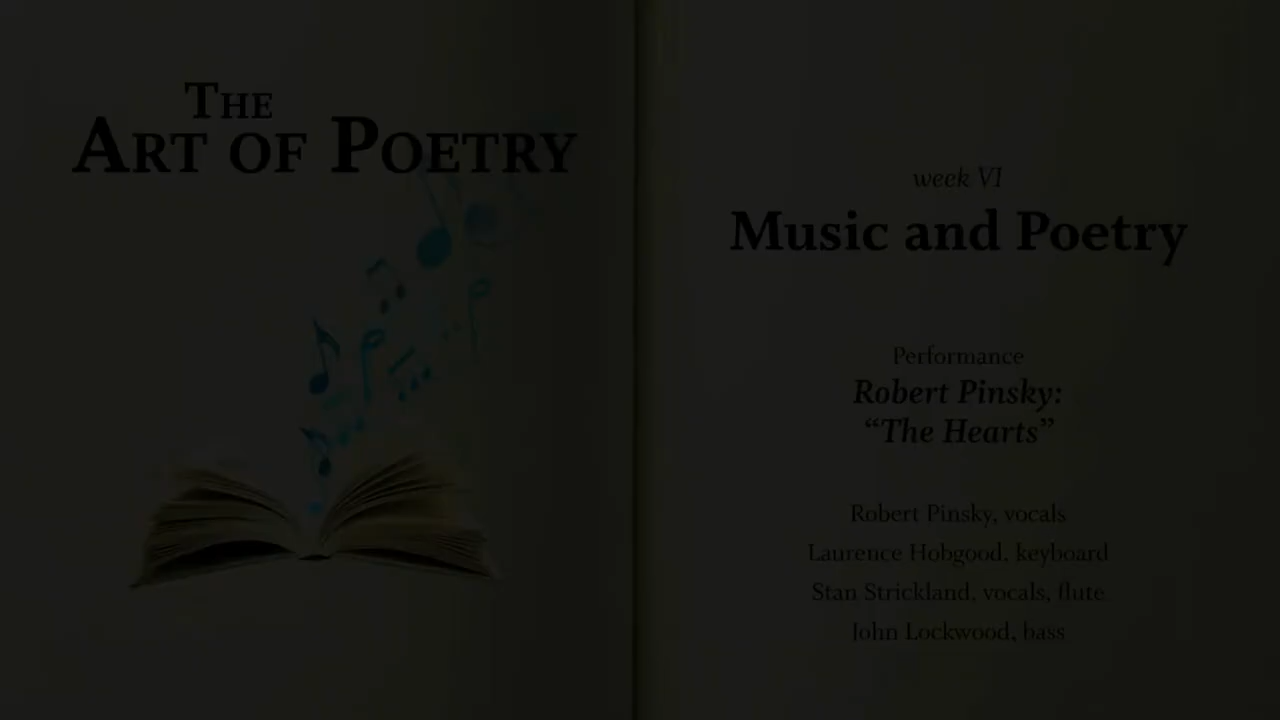 THE
ART OF POETRY
week VI
Music and Poetry
Performance
Robert Pinsky:
“The Hearts”
Robert Pinsky, vocals
Laurence Hobgood, keyboard
Stan Strickland, vocals, flute
John Lockwood, bass